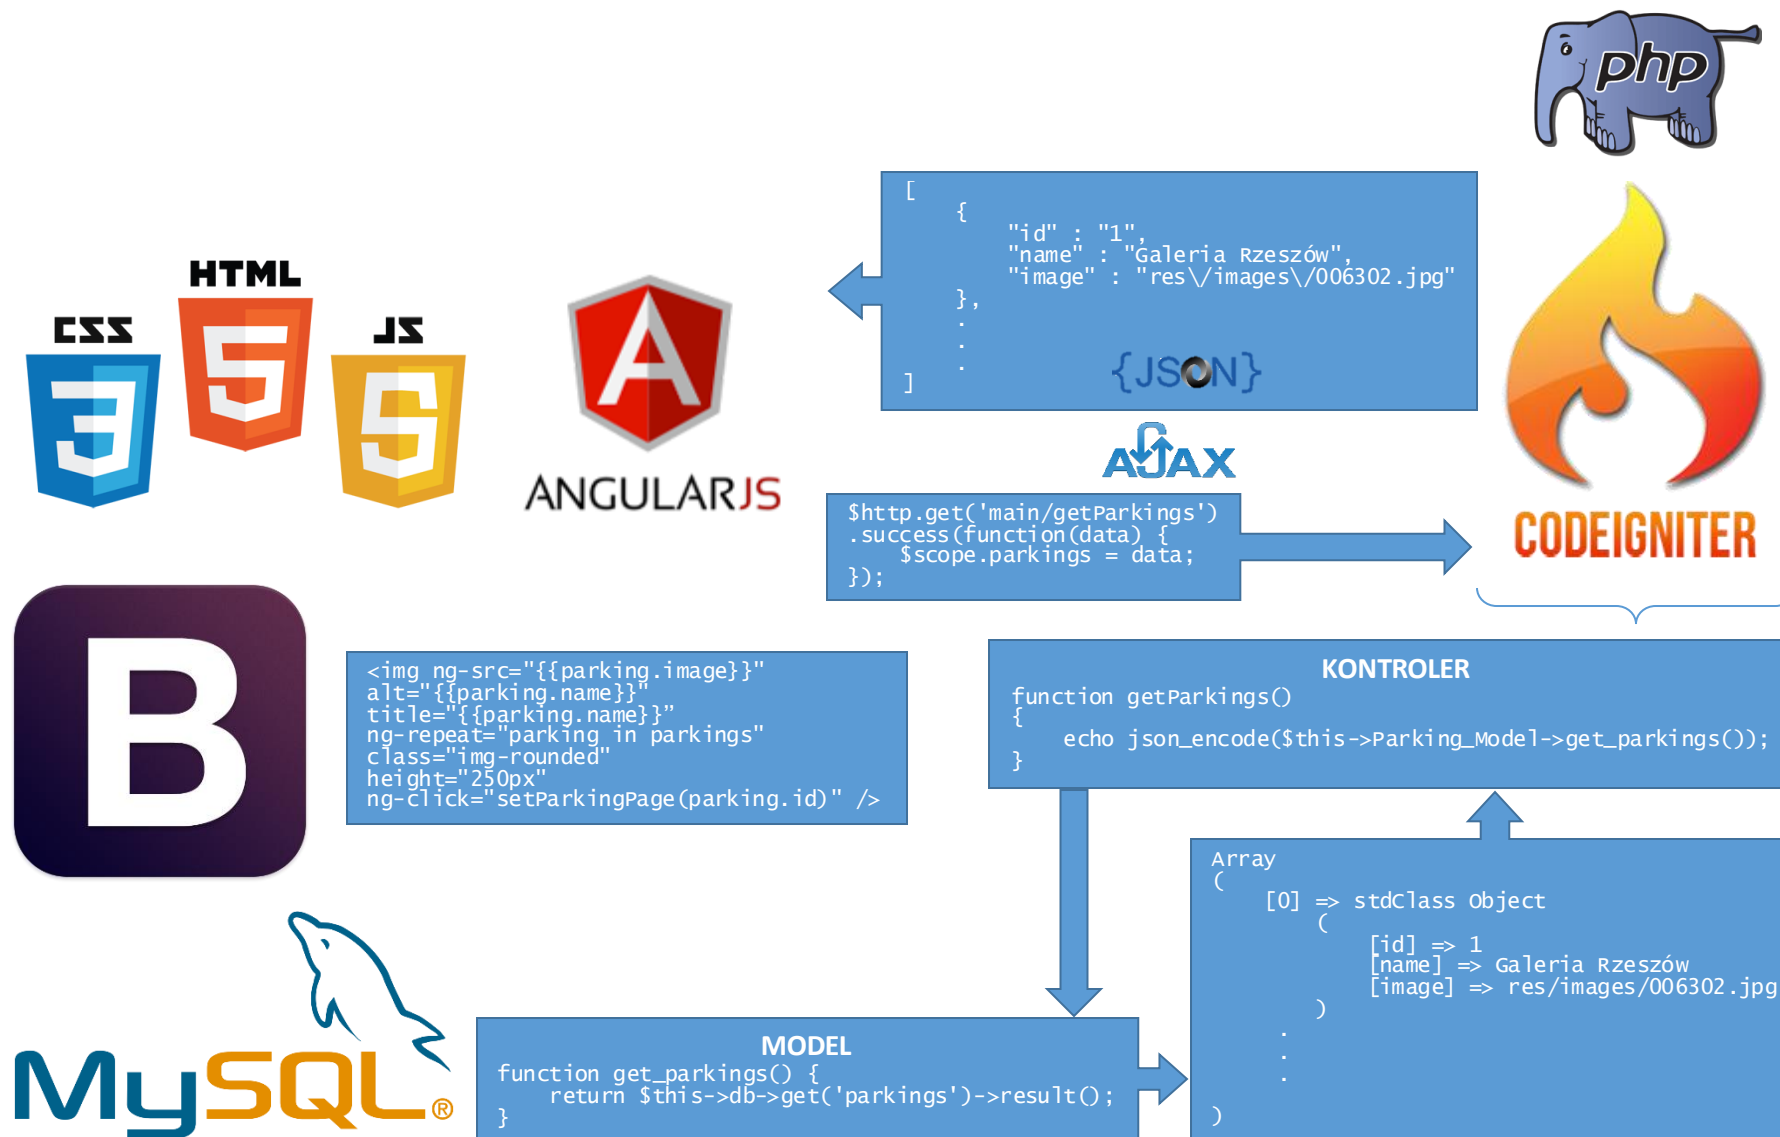 php
[
{
"id" : "1",
"name" : "Galeria Rzeszów",
"image" : "res\/images\/006302.jpg"
},
.
.
.
]
{JSON}
HTML
5
CSS
3
JS
5
A
ANGULARJS
AJAX
$http.get('main/getParkings')
.success(function(data) {
$scope.parkings = data;
});
CODEIGNITER
B
<img ng-src="{{parking.image}}"
alt="{{parking.name}}"
title="{{parking.name}}”
ng-repeat="parking in parkings"
class="img-rounded"
height="250px"
ng-click="setParkingPage(parking.id)" />
KONTROLER
function getParkings()
{
echo json_encode($this->Parking_Model->get_parkings());
}
Array
(
[0] => stdClass Object
(
[id] => 1
[name] => Galeria Rzeszów
[image] => res/images/006302.jpg
)
.
.
.
)
MySQL®
MODEL
function get_parkings() {
return $this->db->get('parkings')->result();
}